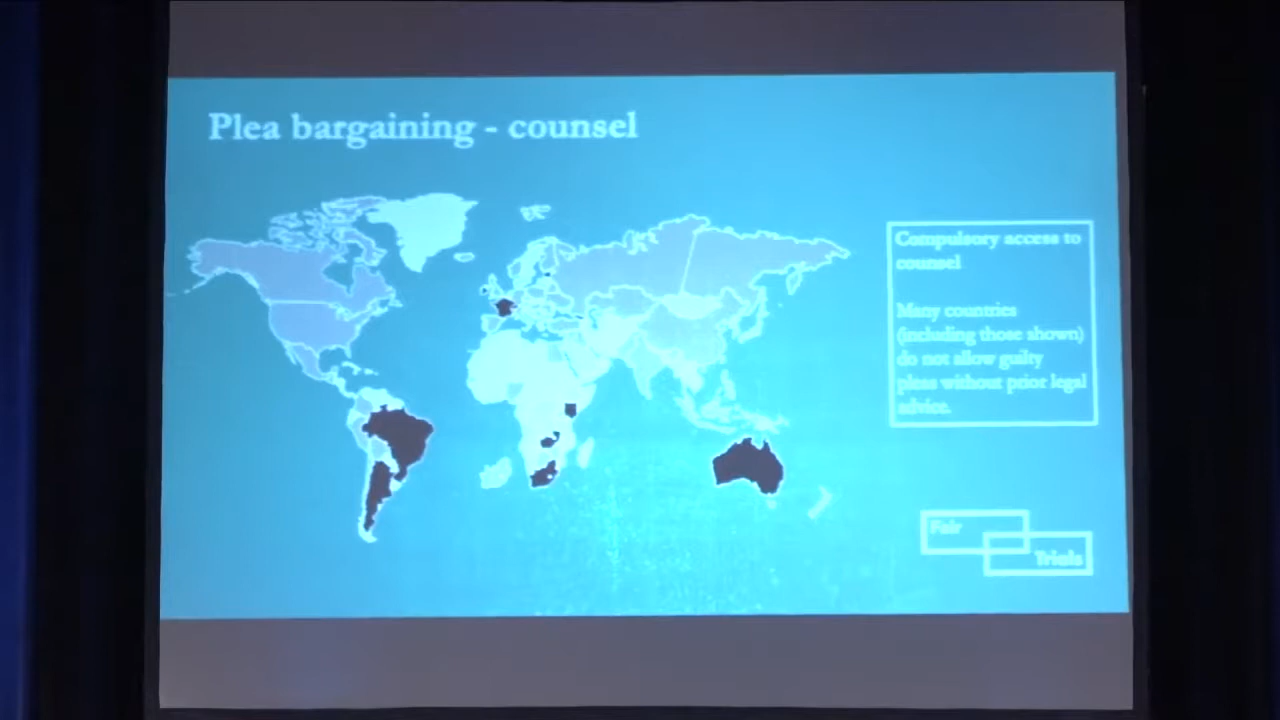 Plea bargaining - counsel
Compulsory access to
counsel
Many countries
(including those shown)
do not allow guilty
pleas without prior legal
advice.
Fair
Trials